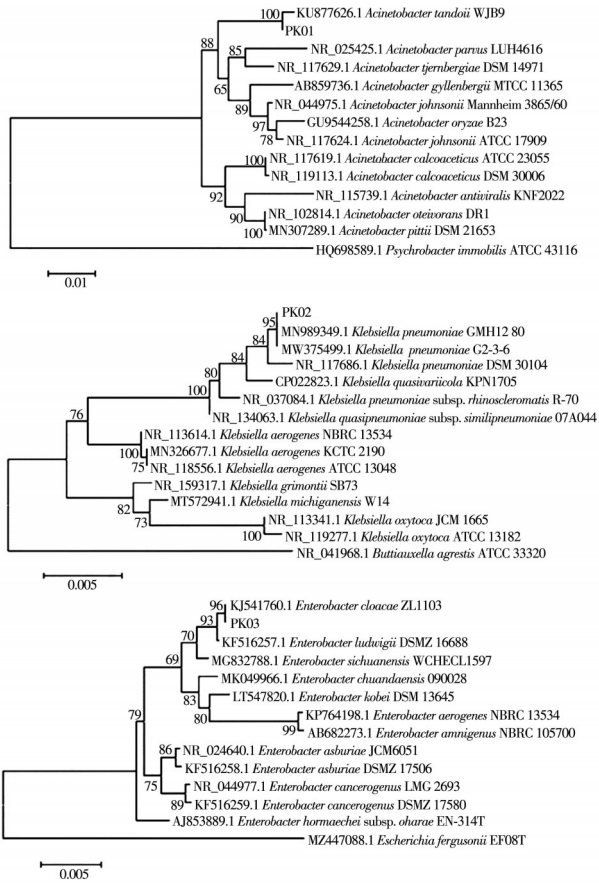 100
KU877626.1 Acinetobacter tandoii WJB9
PK01
88
85
NR_025425.1 Acinetobacter parvus LUH4616
NR_117629.1 Acinetobacter tjernbergiae DSM 14971
65
AB859736.1 Acinetobacter gyllenbergii MTCC 11365
89
NR_044975.1 Acinetobacter johnsonii Mannheim 3865/60
97
GU9544258.1 Acinetobacter oryzae B23
78
NR_117624.1 Acinetobacter johnsonii ATCC 17909
100
NR_117619.1 Acinetobacter calcoaceticus ATCC 23055
NR_119113.1 Acinetobacter calcoaceticus DSM 30006
92
NR_115739.1 Acinetobacter antiviralis KNF2022
90
NR_102814.1 Acinetobacter oteivorans DR1
100
MN307289.1 Acinetobacter pittii DSM 21653
HQ698589.1 Psychrobacter immobilis ATCC 43116
0.01
PK02
95
MN989349.1 Klebsiella pneumoniae GMH12 80
84
MW375499.1 Klebsiella pneumoniae G2-3-6
84
NR_117686.1 Klebsiella pneumoniae DSM 30104
80
CP022823.1 Klebsiella quasivariicola KPN1705
100
NR_037084.1 Klebsiella pneumoniae subsp. rhinoscleromatis R-70
76
NR_134063.1 Klebsiella quasipneumoniae subsp. similipneumoniae 07A044
NR_113614.1 Klebsiella aerogenes NBRC 13534
100
MN326677.1 Klebsiella aerogenes KCTC 2190
75
NR_118556.1 Klebsiella aerogenes ATCC 13048
NR_159317.1 Klebsiella grimontii SB73
82
MT572941.1 Klebsiella michiganensis W14
73
NR_113341.1 Klebsiella oxytoca JCM 1665
100
NR_119277.1 Klebsiella oxytoca ATCC 13182
NR_041968.1 Buttiauxella agrestis ATCC 33320
0.005
96
KJ541760.1 Enterobacter cloacae ZL1103
93
PK03
70
KF516257.1 Enterobacter ludwigii DSMZ 16688
69
MG832788.1 Enterobacter sichuanensis WCHECL1597
MK049966.1 Enterobacter chuandaensis 090028
83
LT547820.1 Enterobacter kobei DSM 13645
80
KP764198.1 Enterobacter aerogenes NBRC 13534
79
99
AB682273.1 Enterobacter amnigenus NBRC 105700
86
NR_024640.1 Enterobacter asburiae JCM6051
KF516258.1 Enterobacter asburiae DSMZ 17506
75
NR_044977.1 Enterobacter cancerogenus LMG 2693
89
KF516259.1 Enterobacter cancerogenus DSMZ 17580
AJ853889.1 Enterobacter hormaechei subsp. oharae EN-314T
MZ447088.1 Escherichia fergusonii EF08T
0.005